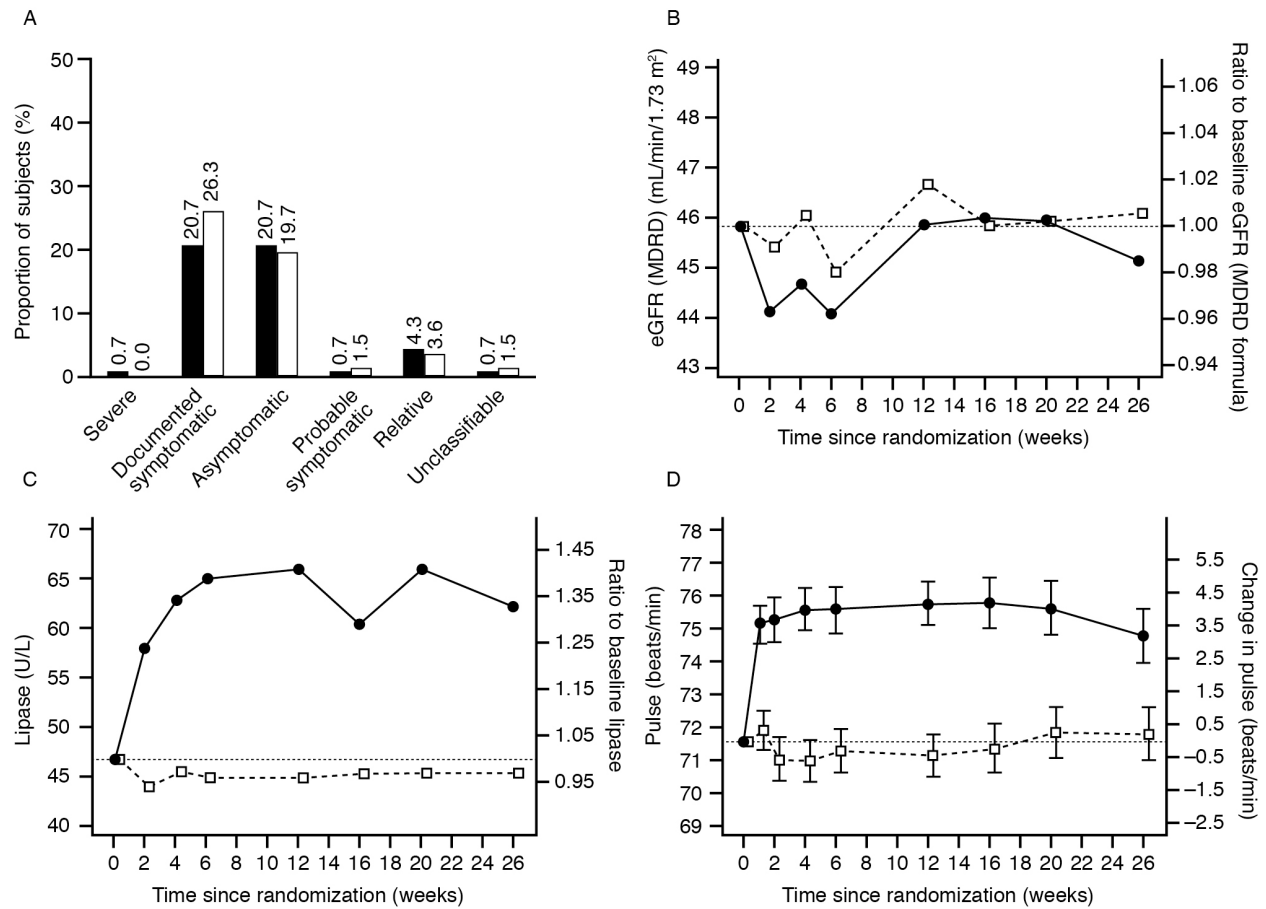 A
Proportion of subjects (%)
50
40
30
20
10
0
0.7
0.0
20.7
26.3
20.7
19.7
0.7
1.5
4.3
3.6
0.7
1.5
Severe
Documented
symptomatic
Asymptomatic
Probable
symptomatic
Relative
Unclassifiable
B
eGFR (MDRD) (mL/min/1.73 m²)
49
48
47
46
45
44
43
1.06
1.04
1.02
1.00
0.98
0.96
0.94
Ratio to baseline eGFR (MDRD formula)
0 2 4 6 8 10 12 14 16 18 20 22 24 26
Time since randomization (weeks)
C
Lipase (U/L)
70
65
60
55
50
45
40
1.45
1.35
1.25
1.15
1.05
0.95
Ratio to baseline lipase
0 2 4 6 8 10 12 14 16 18 20 22 24 26
Time since randomization (weeks)
D
Pulse (beats/min)
78
77
76
75
74
73
72
71
70
69
5.5
4.5
3.5
2.5
1.5
0.5
−0.5
−1.5
−2.5
Change in pulse (beats/min)
0 2 4 6 8 10 12 14 16 18 20 22 24 26
Time since randomization (weeks)